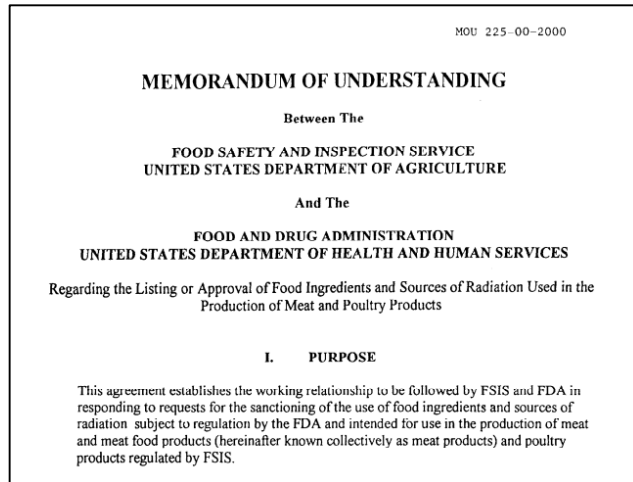 MOU 225-00-2000
MEMORANDUM OF UNDERSTANDING
Between The
FOOD SAFETY AND INSPECTION SERVICE
UNITED STATES DEPARTMENT OF AGRICULTURE
And The
FOOD AND DRUG ADMINISTRATION
UNITED STATES DEPARTMENT OF HEALTH AND HUMAN SERVICES
Regarding the Listing or Approval of Food Ingredients and Sources of Radiation Used in the
Production of Meat and Poultry Products
I. PURPOSE
This agreement establishes the working relationship to be followed by FSIS and FDA in
responding to requests for the sanctioning of the use of food ingredients and sources of
radiation subject to regulation by the FDA and intended for use in the production of meat
and meat food products (hereinafter known collectively as meat products) and poultry
products regulated by FSIS.